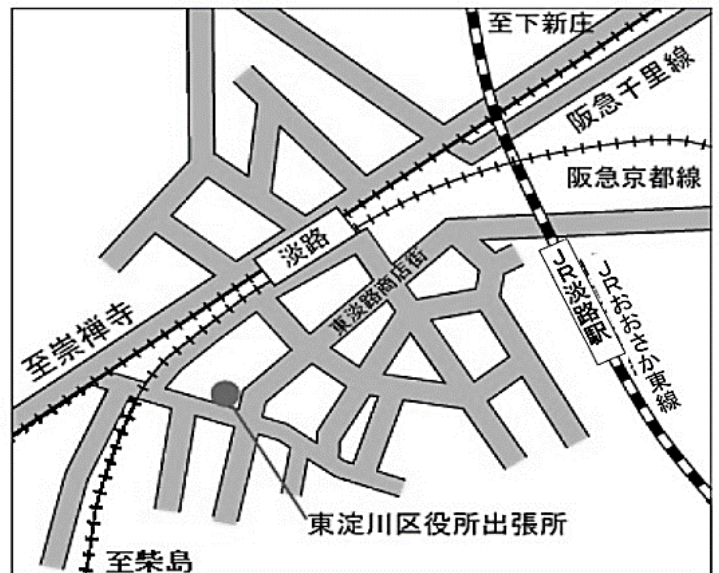 至下新庄
阪急千里線
阪急京都線
淡路
東淡路商店街
JR淡路駅
JRおおさか東線
至崇禅寺
東淀川区役所出張所
至柴島